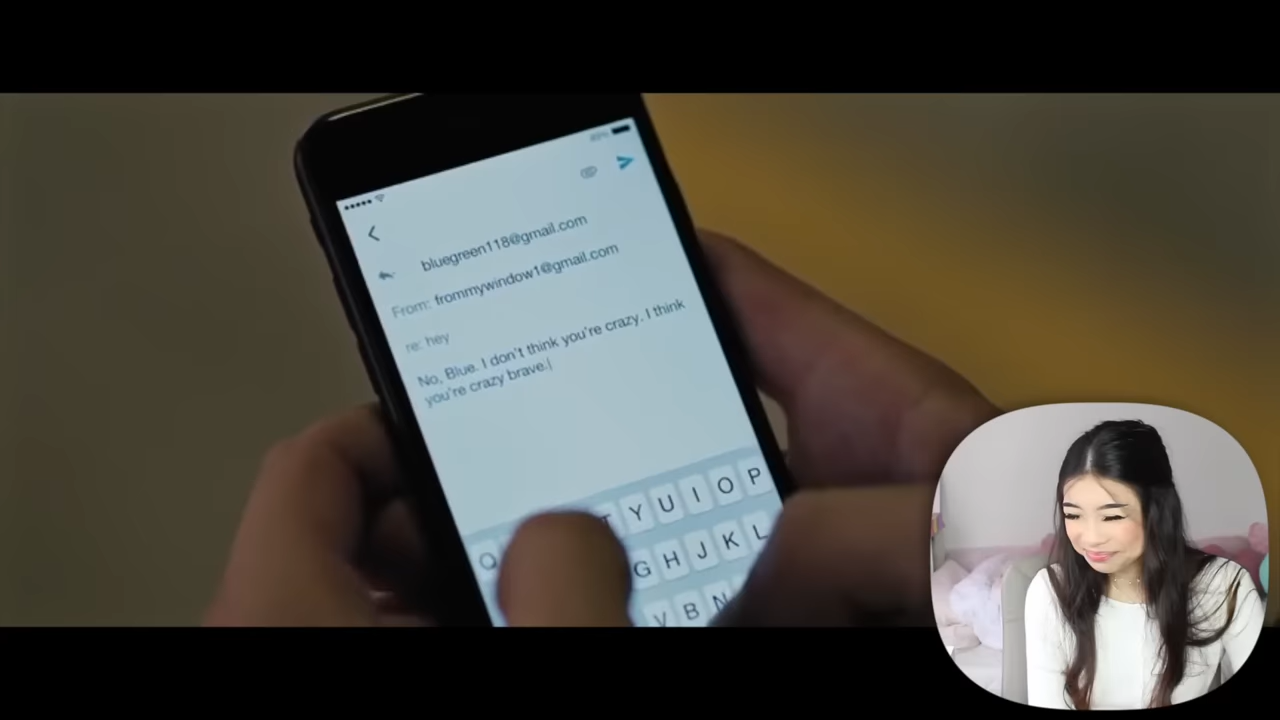 bluegreen118@gmail.com
From: frommywindow1@gmail.com
re: hey
No, Blue. I don't think you're crazy. I think
you're crazy brave.
Q T Y U I O P
G H J K L
V B N